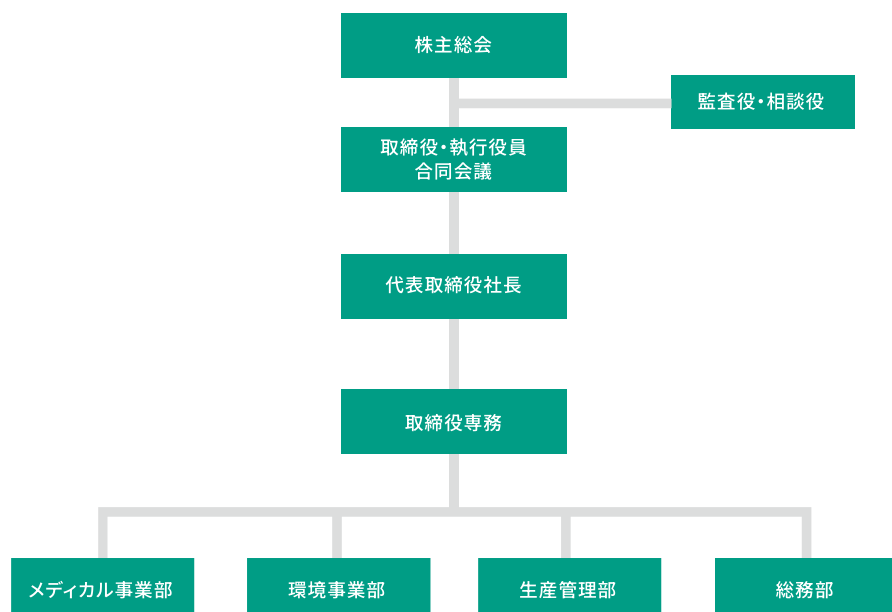 株主総会
監査役・相談役
取締役・執行役員
合同会議
代表取締役社長
取締役専務
メディカル事業部
環境事業部
生産管理部
総務部